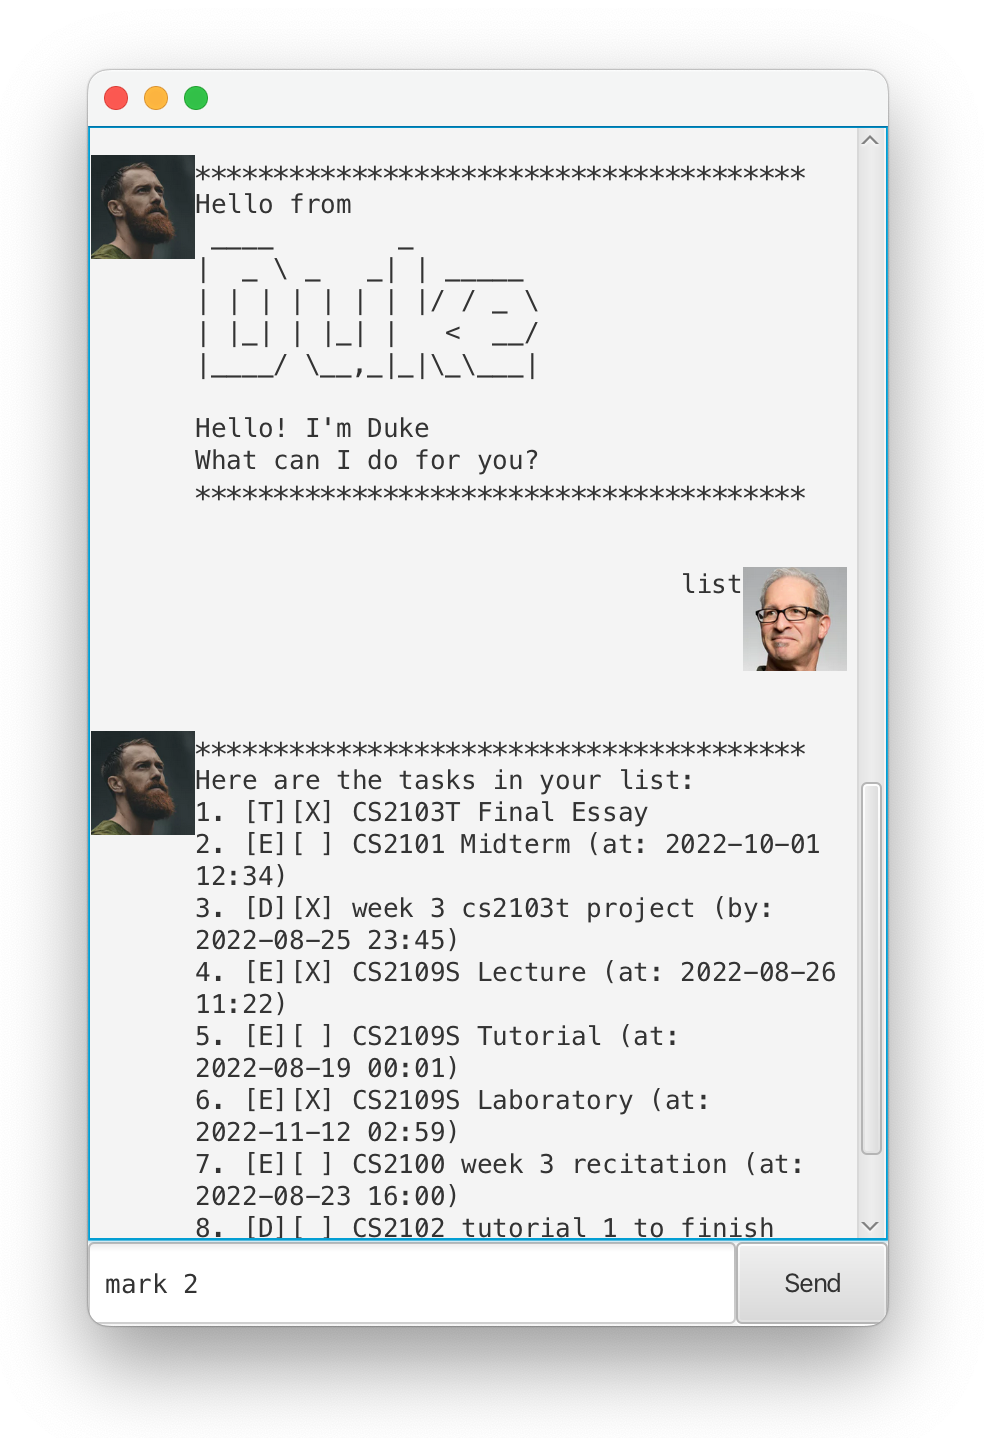 ***************************************
Hello from
 ____        _
|  _ \ _   _| | _____
| | | | | | | |/ / _ \
| |_| | |_| |   <  __/
|____/ \__,_|_|\_\___|
Hello! I'm Duke
What can I do for you?
***************************************
list
***************************************
Here are the tasks in your list:
1. [T][X] CS2103T Final Essay
2. [E][ ] CS2101 Midterm (at: 2022-10-01
12:34)
3. [D][X] week 3 cs2103t project (by:
2022-08-25 23:45)
4. [E][X] CS2109S Lecture (at: 2022-08-26
11:22)
5. [E][ ] CS2109S Tutorial (at:
2022-08-19 00:01)
6. [E][X] CS2109S Laboratory (at:
2022-11-12 02:59)
7. [E][ ] CS2100 week 3 recitation (at:
2022-08-23 16:00)
8. [D][ ] CS2102 tutorial 1 to finish
mark 2
Send